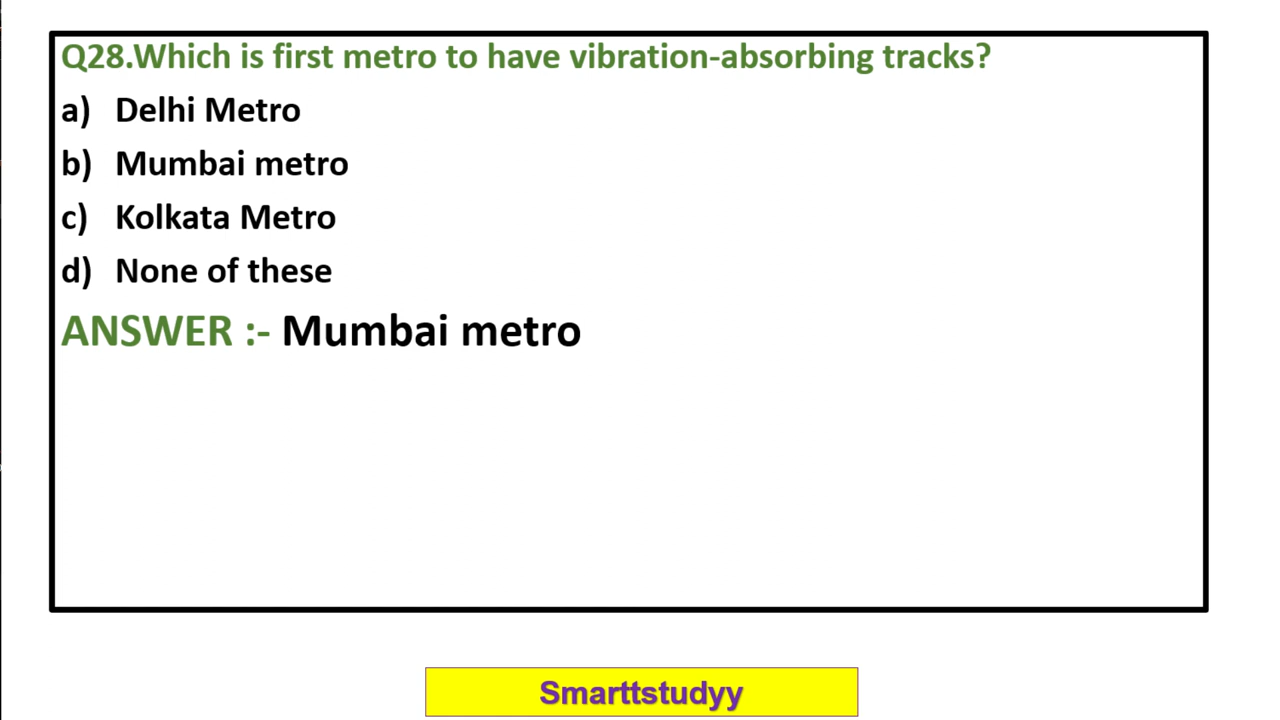 Q28.Which is first metro to have vibration-absorbing tracks?
a) Delhi Metro
b) Mumbai metro
c) Kolkata Metro
d) None of these
ANSWER :- Mumbai metro
Smarttstudyy